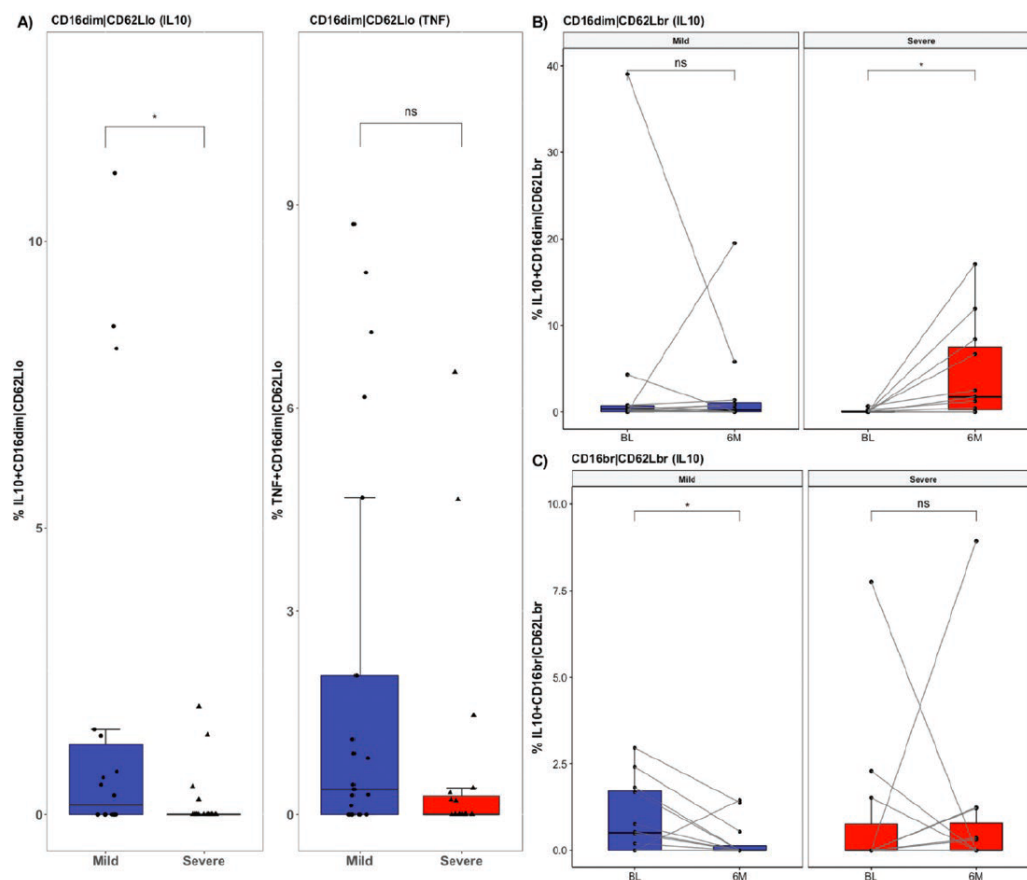 A)
CD16dim|CD62Llo (IL10)
% IL10+CD16dim|CD62Llo
10
5
0
*
Mild
Severe
CD16dim|CD62Llo (TNF)
% TNF+CD16dim|CD62Llo
9
6
3
0
ns
Mild
Severe
B)
CD16dim|CD62Lbr (IL10)
% IL10+CD16dim|CD62Lbr
40
30
20
10
0
Mild
ns
BL
6M
Severe
*
BL
6M
C)
CD16br|CD62Lbr (IL10)
% IL10+CD16br|CD62Lbr
10.0
7.5
5.0
2.5
0.0
Mild
*
BL
6M
Severe
ns
BL
6M